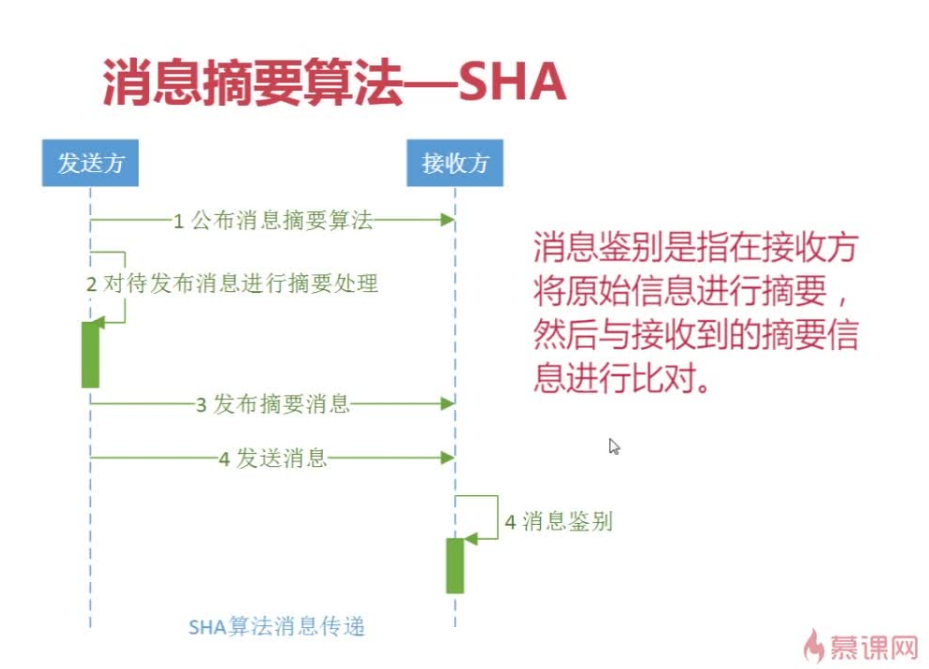 消息摘要算法—SHA
发送方
接收方
1 公布消息摘要算法
2 对待发布消息进行摘要处理
3 发布摘要消息
4 发送消息
4 消息鉴别
SHA算法消息传递
消息鉴别是指在接收方
将原始信息进行摘要，
然后与接收到的摘要信
息进行比对。
慕课网